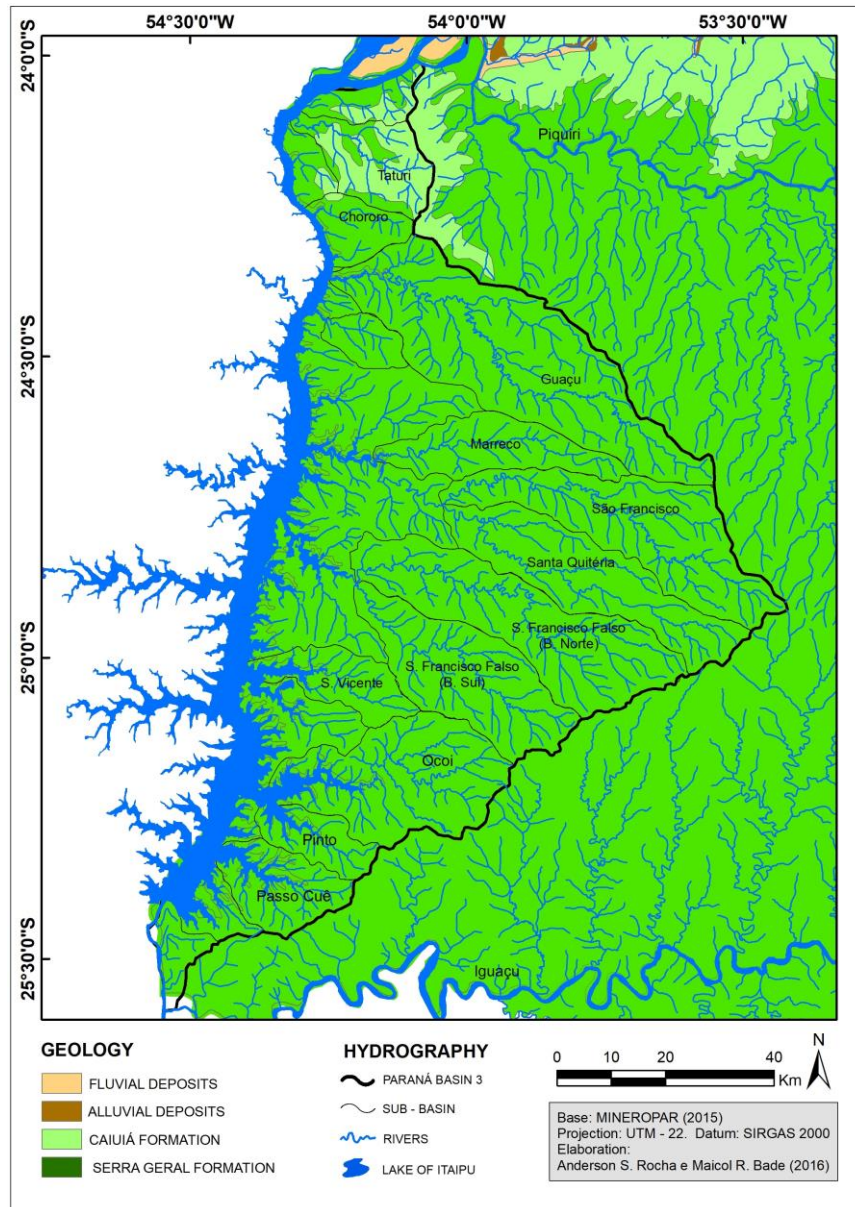 54°30'0"W 54°0'0"W 53°30'0"W
24°0'0"S
Piquiri
Taturi
Chororo
24°30'0"S
Guaçu
Marreco
São Francisco
Santa Quitéria
S. Francisco Falso
(B. Norte)
25°0'0"S
S. Francisco Falso
(B. Sul)
S. Vicente
Ocoi
Pinto
Passo Cuê
25°30'0"S
Iguaçu
GEOLOGY
FLUVIAL DEPOSITS
ALLUVIAL DEPOSITS
CAIUIÁ FORMATION
SERRA GERAL FORMATION
HYDROGRAPHY
PARANÁ BASIN 3
SUB - BASIN
RIVERS
LAKE OF ITAIPU
0 10 20 40
Km
N
Base: MINEROPAR (2015)
Projection: UTM - 22. Datum: SIRGAS 2000
Elaboration:
Anderson S. Rocha e Maicol R. Bade (2016)